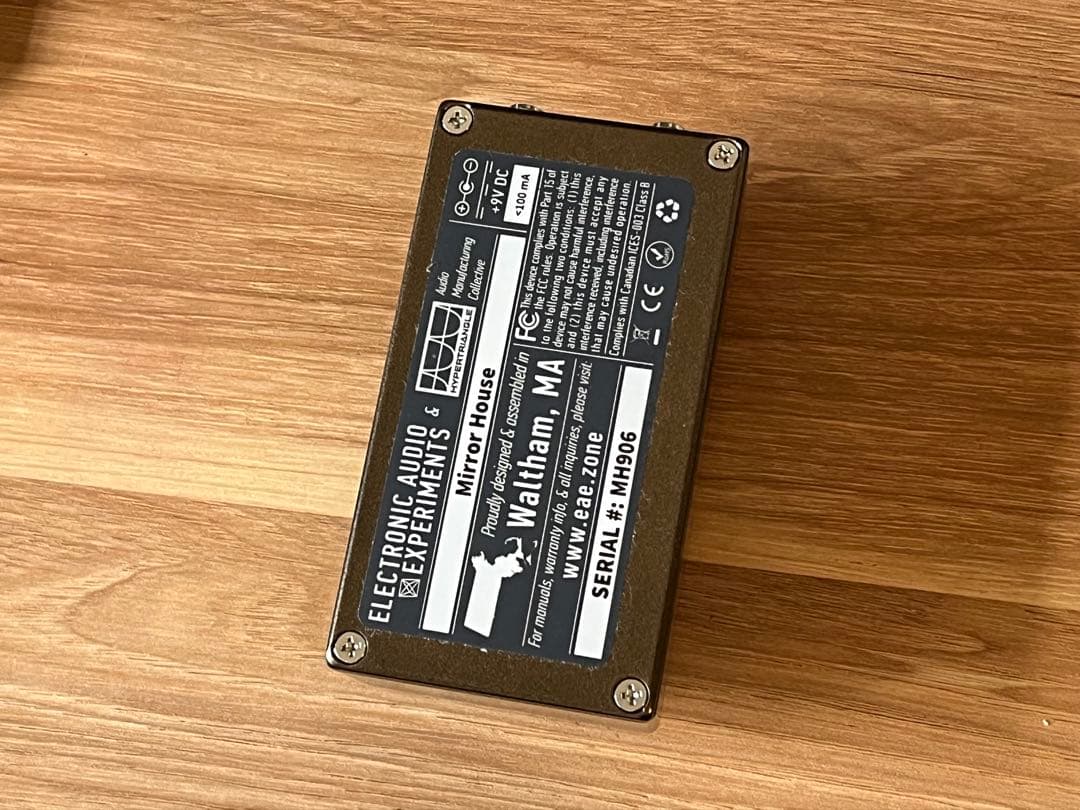 ELECTRONIC AUDIO
EXPERIMENTS &
HYPERTRIANGLE
Audio
Manufacturing
Collective
+9V DC
<100 mA
Mirror House
Proudly designed & assembled in
Waltham, MA
For manuals, warranty info, & all inquiries, please visit:
www.eae.zone
SERIAL #: MH906
FC This device complies with Part 15 of
the FCC rules. Operation is subject
to the following two conditions: (1) this
device may not cause harmful interference,
and (2) this device must accept any
interference received, including interference
that may cause undesired operation.
Complies with Canadian ICES-003 Class B
CE